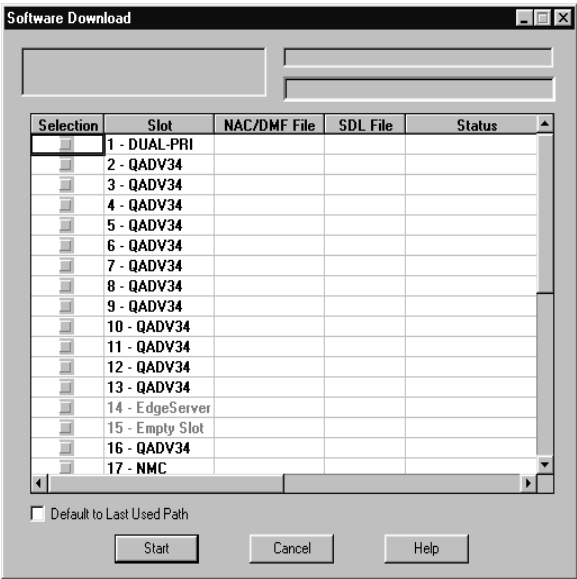 Software Download
Selection Slot NAC/DMF File SDL File Status
1 - DUAL-PRI
2 - QADV34
3 - QADV34
4 - QADV34
5 - QADV34
6 - QADV34
7 - QADV34
8 - QADV34
9 - QADV34
10 - QADV34
11 - QADV34
12 - QADV34
13 - QADV34
14 - EdgeServer
15 - Empty Slot
16 - QADV34
17 - NMC
Default to Last Used Path
Start Cancel Help